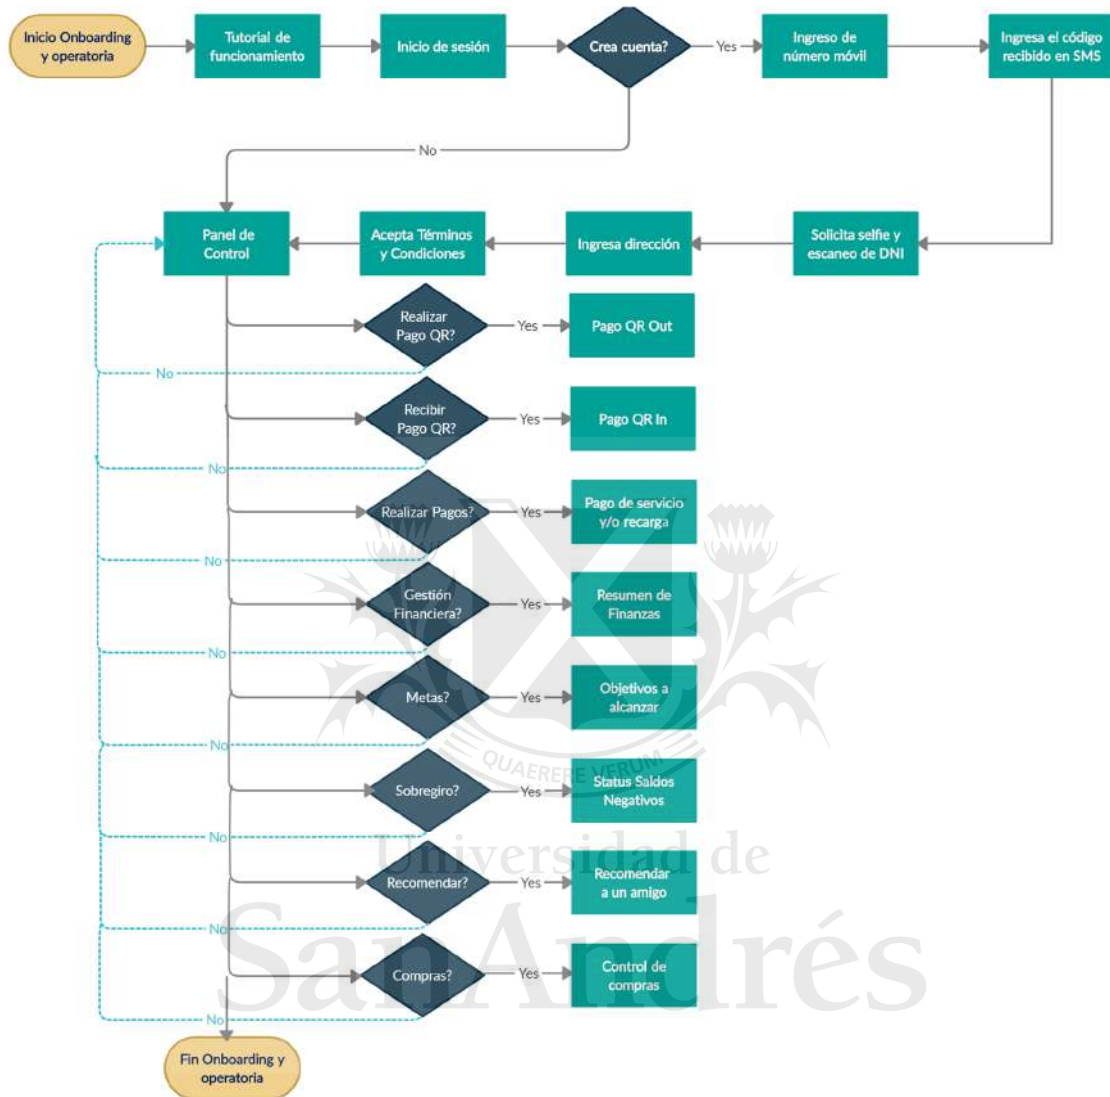 Inicio Onboarding
y operatoria
Tutorial de
funcionamiento
Inicio de sesión
Crea cuenta?
Yes
Ingreso de
número móvil
Ingresa el código
recibido en SMS
No
Panel de
Control
Acepta Términos
y Condiciones
Ingresa dirección
Solicita selfie y
escaneo de DNI
Realizar
Pago QR?
Yes
Pago QR Out
No
Recibir
Pago QR?
Yes
Pago QR In
No
Realizar Pagos?
Yes
Pago de servicio
y/o recarga
No
Gestión
Financiera?
Yes
Resumen de
Finanzas
No
Metas?
Yes
Objetivos a
alcanzar
No
QUAERERE VERUM
Sobregiro?
Yes
Status Saldos
Negativos
No
Universidad de
Recomendar?
Yes
Recomendar
a un amigo
No
SanAndrés
Compras?
Yes
Control de
compras
No
Fin Onboarding y
operatoria